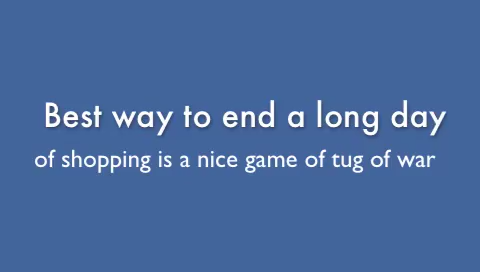 Best way to end a long day
of shopping is a nice game of tug of war